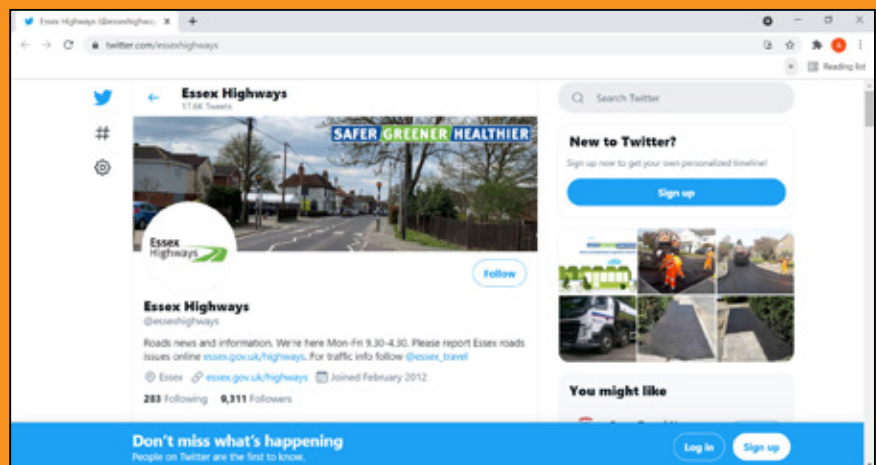 Essex Highways (@essexhighway
twitter.com/essexhighways
Reading list
Essex Highways
17.6K Tweets
Search Twitter
SAFER GREENER HEALTHIER
New to Twitter?
Sign up now to get your own personalized timeline!
Sign up
Essex
Highways
Follow
Essex Highways
@essexhighways
Roads news and information. We're here Mon-Fri 9.30-4.30. Please report Essex roads
issues online essex.gov.uk/highways. For traffic info follow @essex_travel
Essex essex.gov.uk/highways Joined February 2012
283 Following 9,311 Followers
You might like
Don't miss what's happening
People on Twitter are the first to know.
Log in
Sign up